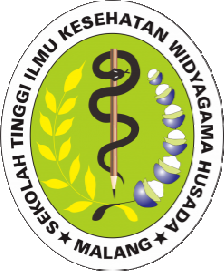 SEKOLAH TINGGI ILMU KESEHATAN WIDYAGAMA HUSADA
MALANG